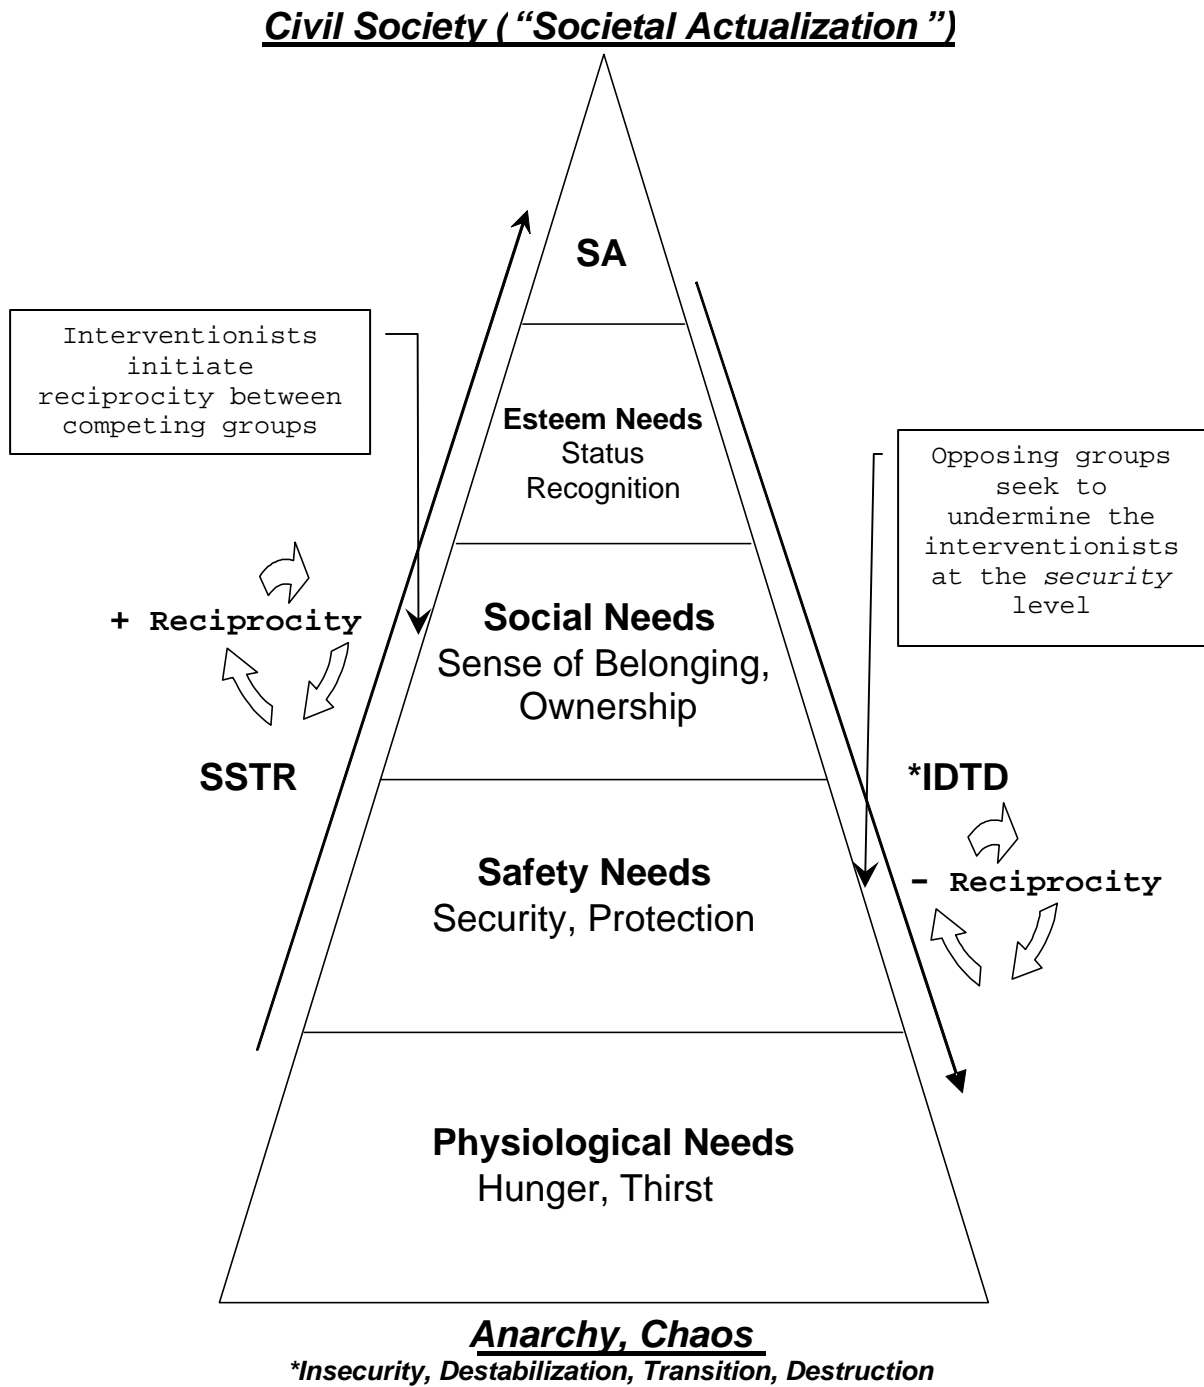 Civil Society (“Societal Actualization ”)
SA
Interventionists
initiate
reciprocity between
competing groups
Esteem Needs
Status
Recognition
Opposing groups
seek to
undermine the
interventionists
at the security
level
+ Reciprocity
Social Needs
Sense of Belonging,
Ownership
SSTR
*IDTD
Safety Needs
Security, Protection
- Reciprocity
Physiological Needs
Hunger, Thirst
Anarchy, Chaos
*Insecurity, Destabilization, Transition, Destruction